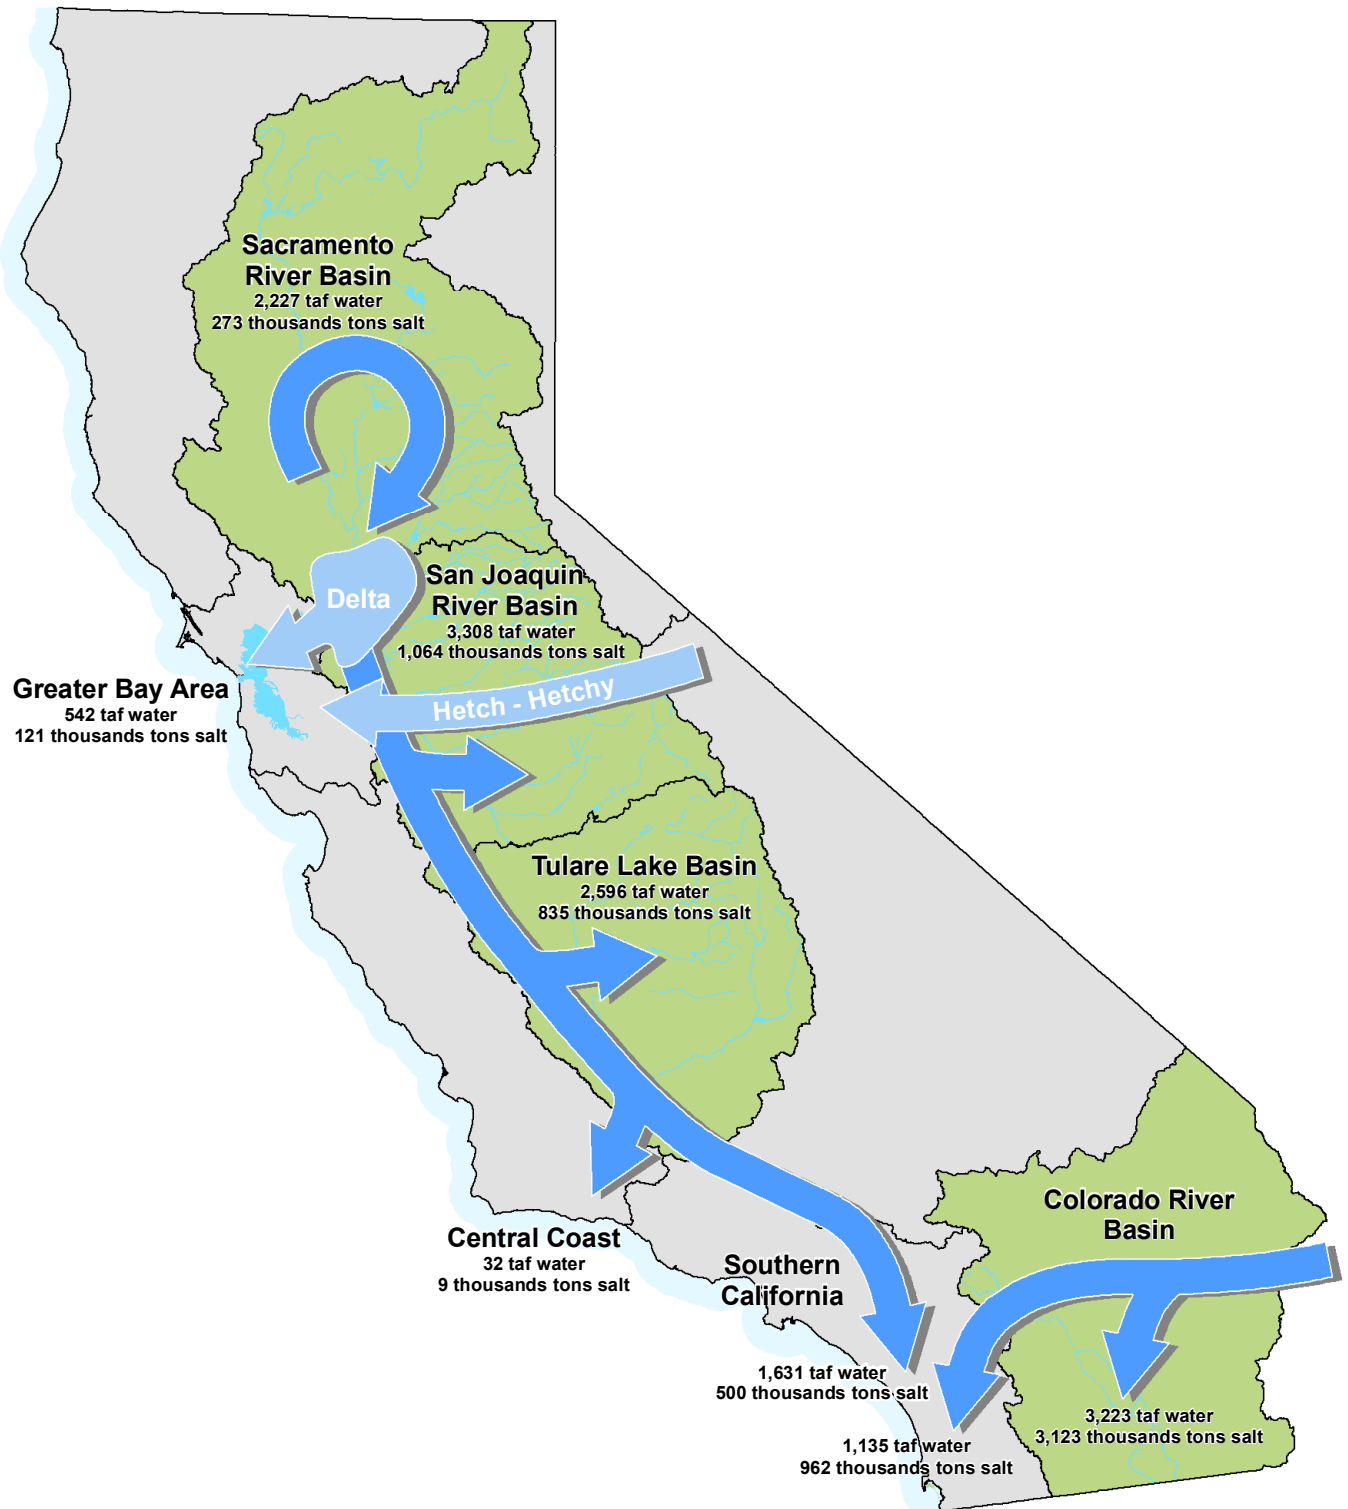 Sacramento
River Basin
2,227 taf water
273 thousands tons salt
Delta
San Joaquin
River Basin
3,308 taf water
1,064 thousands tons salt
Hetch - Hetchy
Greater Bay Area
542 taf water
121 thousands tons salt
Tulare Lake Basin
2,596 taf water
835 thousands tons salt
Central Coast
32 taf water
9 thousands tons salt
Southern
California
1,631 taf water
500 thousands tons salt
1,135 taf water
962 thousands tons salt
Colorado River
Basin
3,223 taf water
3,123 thousands tons salt